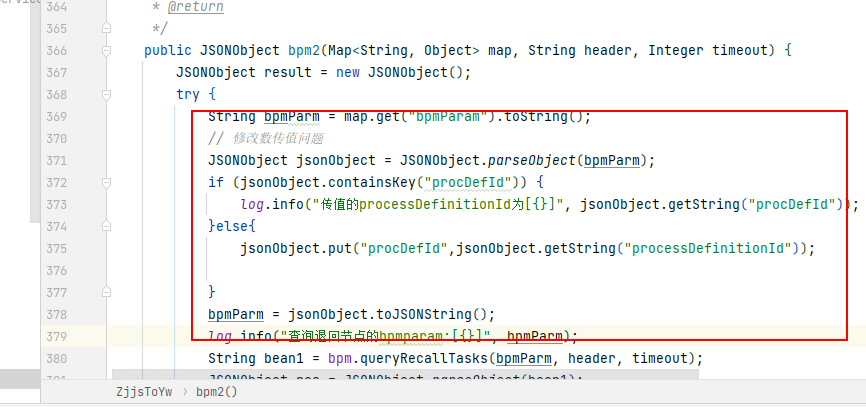 364 * @return
365 */
366 public JSONObject bpm2(Map<String, Object> map, String header, Integer timeout) {
367 JSONObject result = new JSONObject();
368 try {
369 String bpmParm = map.get("bpmParam").toString();
370 // 修改数传值问题
371 JSONObject jsonObject = JSONObject.parseObject(bpmParm);
372 if (jsonObject.containsKey("procDefId")) {
373 log.info("传值的processDefinitionId为[{}]", jsonObject.getString("procDefId"));
374 }else{
375 jsonObject.put("procDefId",jsonObject.getString("processDefinitionId"));
376
377 }
378 bpmParm = jsonObject.toJSONString();
379 log.info("查询退回节点的bpmparam:[{}]", bpmParm);
380 String bean1 = bpm.queryRecallTasks(bpmParm, header, timeout);
ZjjsToYw > bpm2()